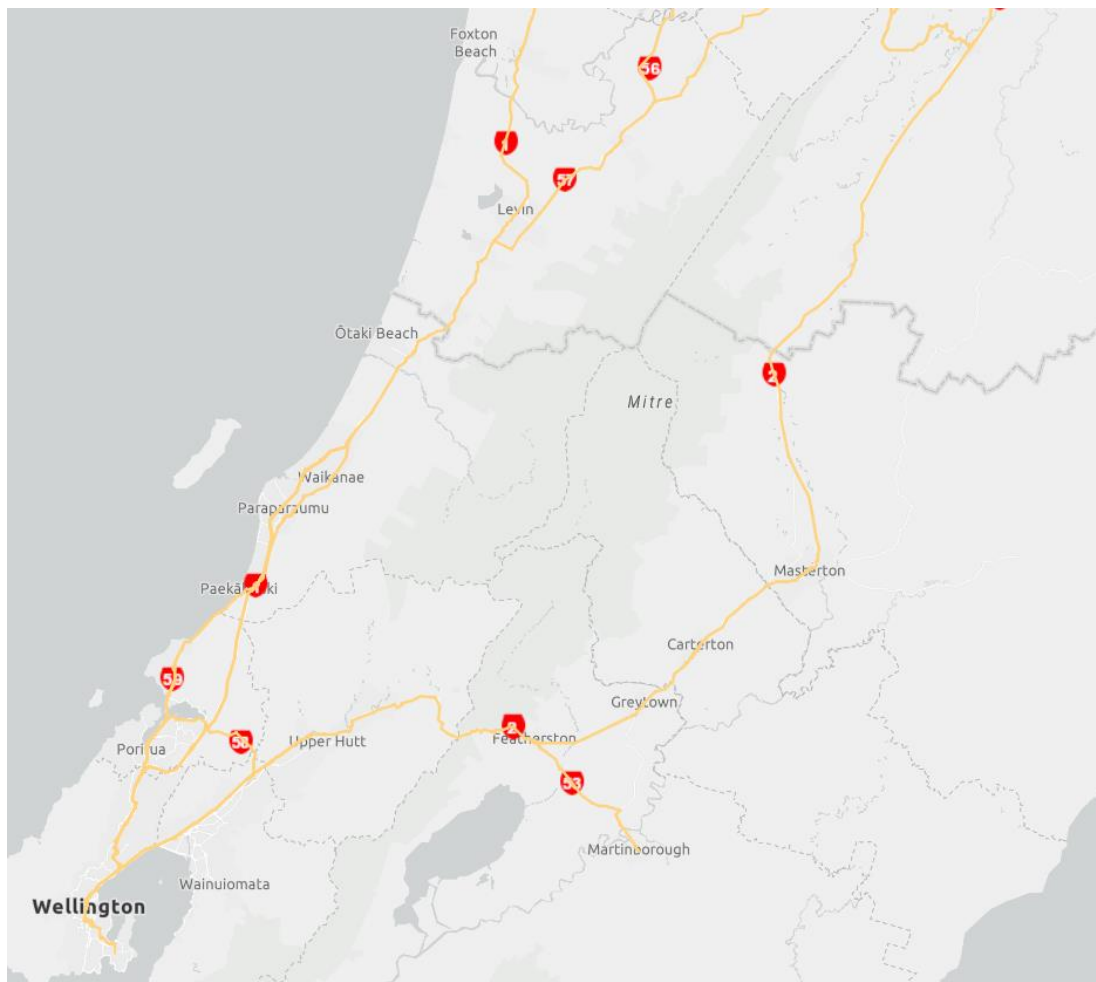 Foxton
Beach
56
1
57
Levin
Ōtaki Beach
2
Mitre
Waikanae
Paraparaumu
Masterton
Carterton
59
Greytown
2
58
Upper Hutt
Featherston
Porirua
53
Martinborough
Wainuiomata
Wellington